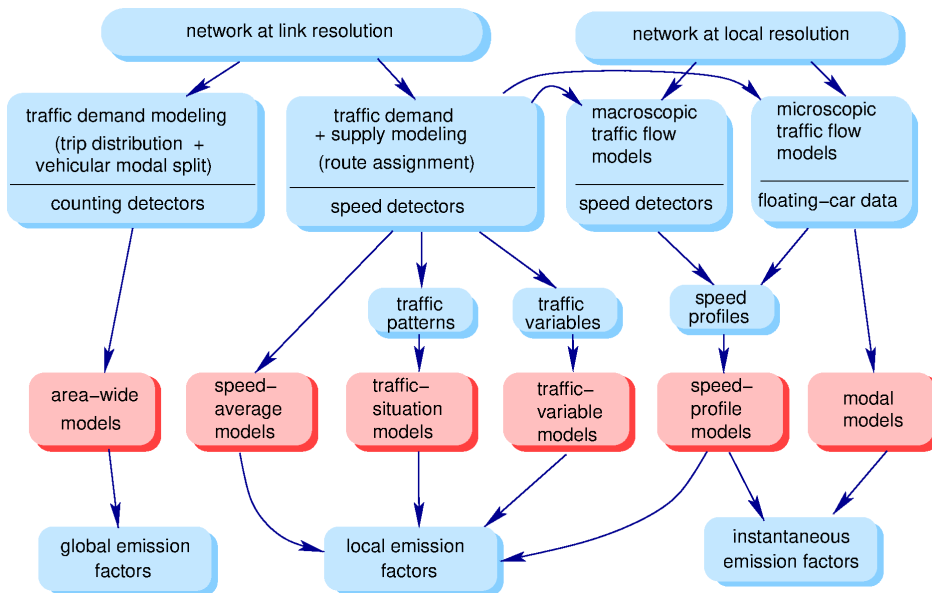 network at link resolution
network at local resolution
traffic demand modeling
(trip distribution +
vehicular modal split)
counting detectors
traffic demand
+ supply modeling
(route assignment)
speed detectors
macroscopic
traffic flow
models
speed detectors
microscopic
traffic flow
models
floating−car data
traffic
patterns
traffic
variables
speed
profiles
area−wide
models
speed−
average
models
traffic−
situation
models
traffic−
variable
models
speed−
profile
models
modal
models
global emission
factors
local emission
factors
instantaneous
emission factors